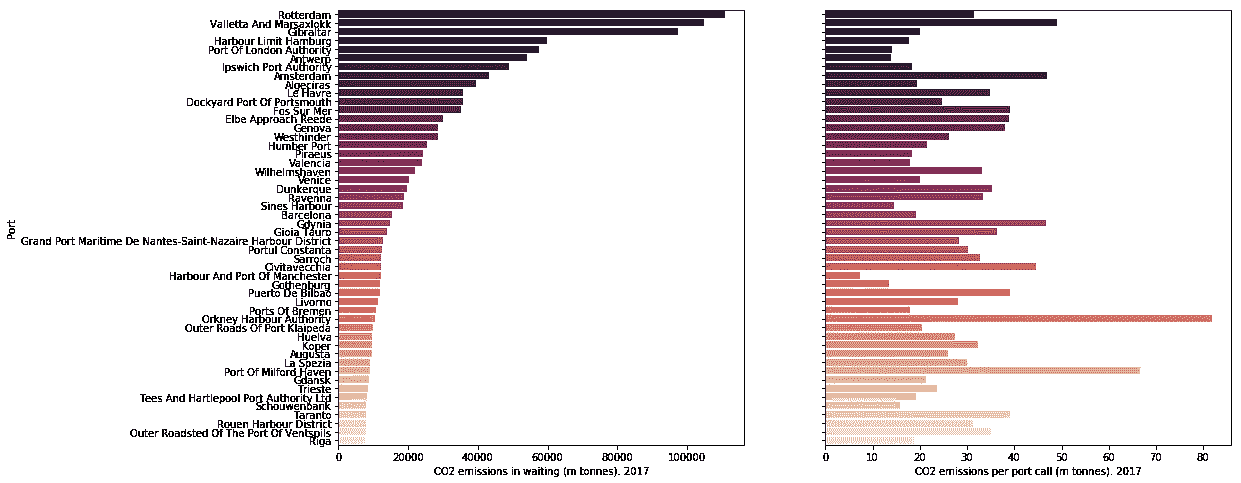 Port
Rotterdam
Valletta And Marsaxlokk
Gibraltar
Harbour Limit Hamburg
Port Of London Authority
Antwerp
Ipswich Port Authority
Amsterdam
Algeciras
Le Havre
Dockyard Port Of Portsmouth
Fos Sur Mer
Elbe Approach Reede
Genova
Westhinder
Humber Port
Piraeus
Valencia
Wilhelmshaven
Venice
Dunkerque
Ravenna
Sines Harbour
Barcelona
Gdynia
Gioia Tauro
Grand Port Maritime De Nantes-Saint-Nazaire Harbour District
Portul Constanta
Sarroch
Civitavecchia
Harbour And Port Of Manchester
Gothenburg
Puerto De Bilbao
Livorno
Ports Of Bremen
Orkney Harbour Authority
Outer Roads Of Port Klaipeda
Huelva
Koper
Augusta
La Spezia
Port Of Milford Haven
Gdansk
Trieste
Tees And Hartlepool Port Authority Ltd
Schouwenbank
Taranto
Rouen Harbour District
Outer Roadsted Of The Port Of Ventspils
Riga
0 20000 40000 60000 80000 100000
CO2 emissions in waiting (m tonnes). 2017
0 10 20 30 40 50 60 70 80
CO2 emissions per port call (m tonnes). 2017